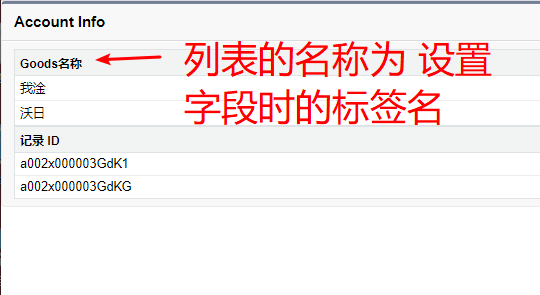 Account Info
Goods名称
列表的名称为 设置
字段时的标签名
我淦
沃日
记录 ID
a002x000003GdK1
a002x000003GdKG